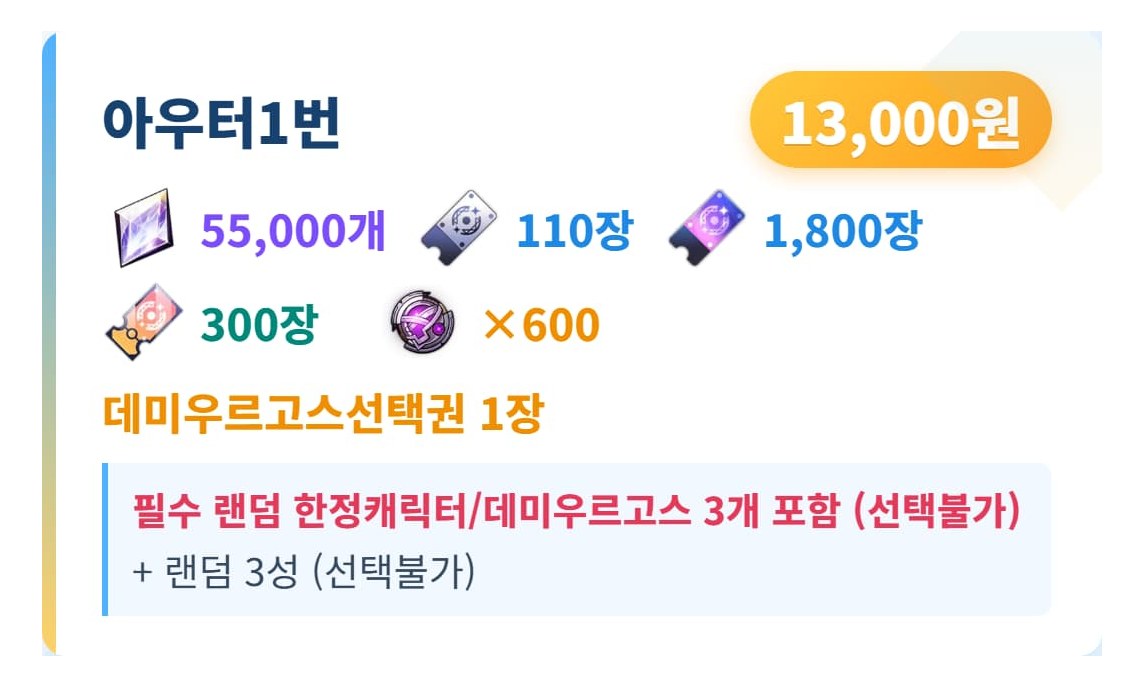 아우터1번
13,000원
55,000개 110장 1,800장
300장 ×600
데미우르고스선택권 1장
필수 랜덤 한정캐릭터/데미우르고스 3개 포함 (선택불가)
+ 랜덤 3성 (선택불가)